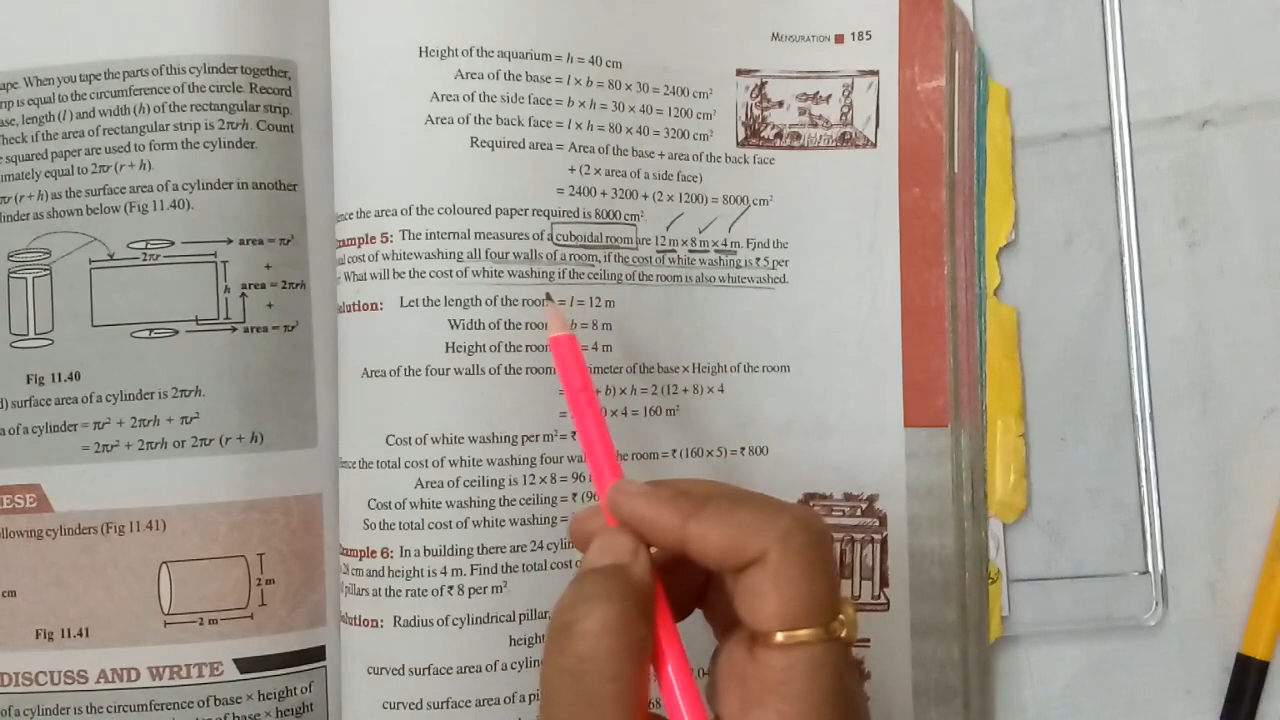 ape. When you tape the parts of this cylinder together,
rip is equal to the circumference of the circle. Record
ase, length (l) and width (h) of the rectangular strip.
heck if the area of rectangular strip is 2πrh. Count
squared paper are used to form the cylinder.
imately equal to 2πr (r + h).
πr (r + h) as the surface area of a cylinder in another
linder as shown below (Fig 11.40).
area = πr²
2πr
+
h
area = 2πrh
+
area = πr²
Fig 11.40
d) surface area of a cylinder is 2πrh.
a of a cylinder = πr² + 2πrh + πr²
= 2πr² + 2πrh or 2πr (r + h)
ESE
llowing cylinders (Fig 11.41)
cm
2 m
2 m
Fig 11.41
DISCUSS AND WRITE
of a cylinder is the circumference of base × height of
of base × height
MENSURATION 185
Height of the aquarium = h = 40 cm
Area of the base = l × b = 80 × 30 = 2400 cm²
Area of the side face = b × h = 30 × 40 = 1200 cm²
Area of the back face = l × h = 80 × 40 = 3200 cm²
Required area = Area of the base + area of the back face
+ (2 × area of a side face)
= 2400 + 3200 + (2 × 1200) = 8000 cm²
ence the area of the coloured paper required is 8000 cm².
ample 5: The internal measures of a cuboidal room are 12 m × 8 m × 4 m. Find the
al cost of whitewashing all four walls of a room, if the cost of white washing is ₹ 5 per
What will be the cost of white washing if the ceiling of the room is also whitewashed.
olution: Let the length of the room = l = 12 m
Width of the roo b = 8 m
Height of the roo = 4 m
Area of the four walls of the room imeter of the base × Height of the room
= + b) × h = 2 (12 + 8) × 4
= 0 × 4 = 160 m²
Cost of white washing per m² = ₹
ence the total cost of white washing four wa he room = ₹ (160 × 5) = ₹ 800
Area of ceiling is 12 × 8 = 96
Cost of white washing the ceiling = ₹ (96
So the total cost of white washing =
ample 6: In a building there are 24 cylin
28 cm and height is 4 m. Find the total cost o
pillars at the rate of ₹ 8 per m².
olution: Radius of cylindrical pillar,
height
curved surface area of a cylin
7.04
curved surface area of a pi
68